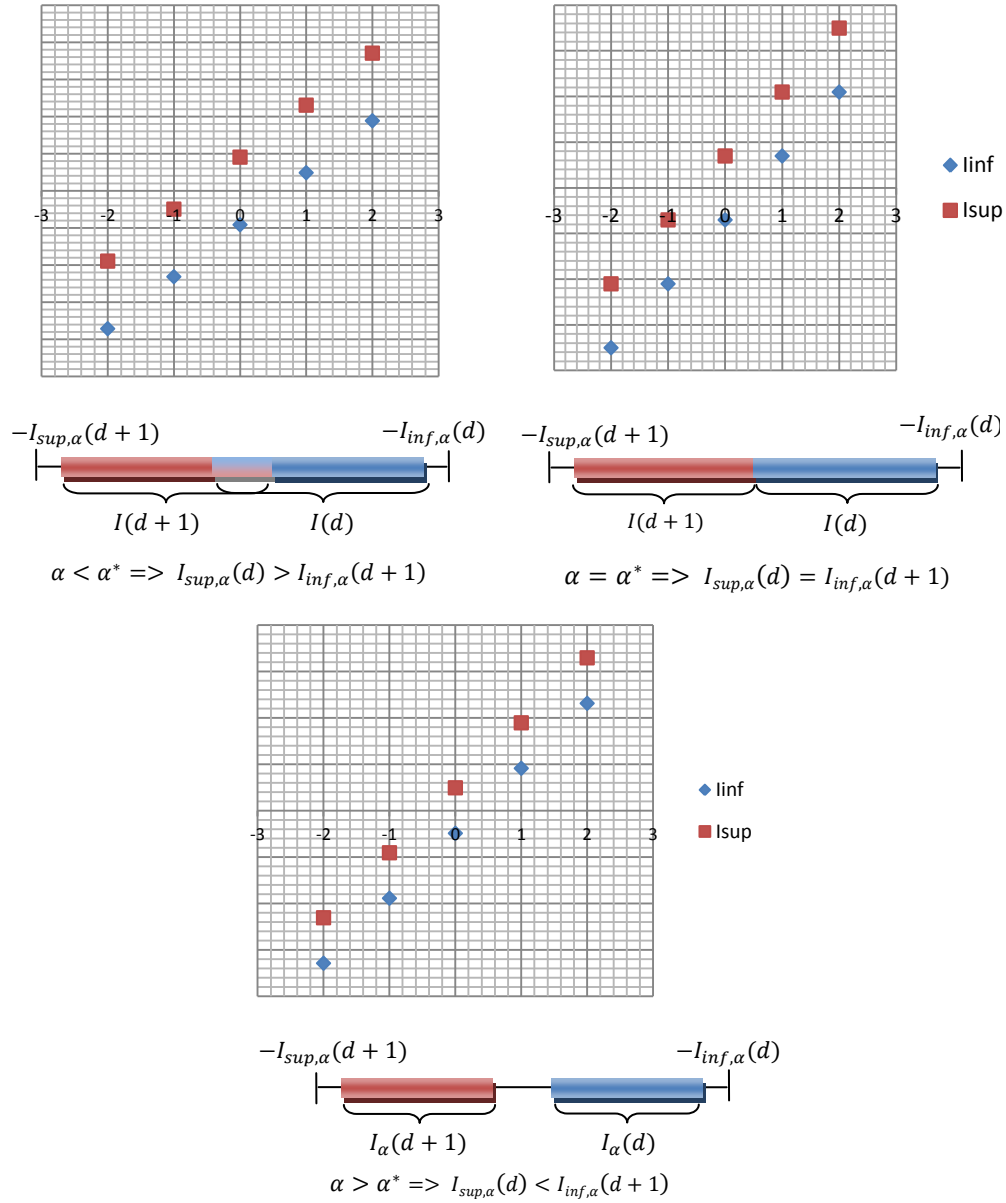 -3 -2 -1 0 1 2 3
-3 -2 -1 0 1 2 3
Iinf
Isup
−I_{sup,α}(d + 1) −I_{inf,α}(d)
I(d + 1) I(d)
α < α* => I_{sup,α}(d) > I_{inf,α}(d + 1)
−I_{sup,α}(d + 1) −I_{inf,α}(d)
I(d + 1) I(d)
α = α* => I_{sup,α}(d) = I_{inf,α}(d + 1)
-3 -2 -1 0 1 2 3
Iinf
Isup
−I_{sup,α}(d + 1) −I_{inf,α}(d)
I_α(d + 1) I_α(d)
α > α* => I_{sup,α}(d) < I_{inf,α}(d + 1)